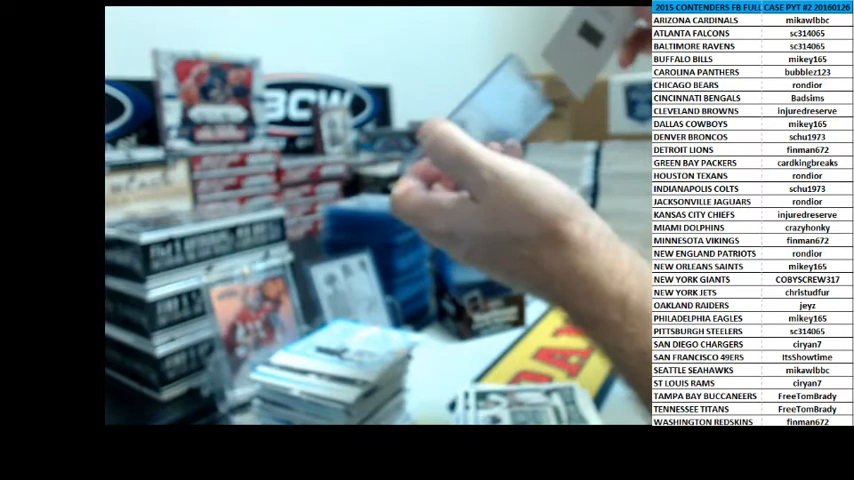 2015 CONTENDERS FB FULL CASE PYT #2 20160126
ARIZONA CARDINALS mikawlbbc
ATLANTA FALCONS sc314065
BALTIMORE RAVENS sc314065
BUFFALO BILLS mikey165
CAROLINA PANTHERS bubblez123
CHICAGO BEARS rondior
CINCINNATI BENGALS Badsims
CLEVELAND BROWNS injuredreserve
DALLAS COWBOYS mikey165
DENVER BRONCOS schu1973
DETROIT LIONS finman672
GREEN BAY PACKERS cardkingbreaks
HOUSTON TEXANS rondior
INDIANAPOLIS COLTS schu1973
JACKSONVILLE JAGUARS rondior
KANSAS CITY CHIEFS injuredreserve
MIAMI DOLPHINS crazyhonky
MINNESOTA VIKINGS finman672
NEW ENGLAND PATRIOTS rondior
NEW ORLEANS SAINTS mikey165
NEW YORK GIANTS COBYSCREW317
NEW YORK JETS christudfur
OAKLAND RAIDERS jeyz
PHILADELPHIA EAGLES mikey165
PITTSBURGH STEELERS sc314065
SAN DIEGO CHARGERS ciryan7
SAN FRANCISCO 49ERS ItsShowtime
SEATTLE SEAHAWKS mikawlbbc
ST LOUIS RAMS ciryan7
TAMPA BAY BUCCANEERS FreeTomBrady
TENNESSEE TITANS FreeTomBrady
WASHINGTON REDSKINS finman672
BCW